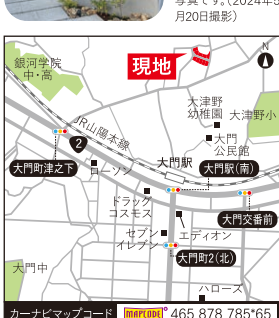 写真です。(2024年5
月20日撮影)
銀河学院
中・高
現地
N
大津野
幼稚園
大津野小
大門
公民館
JR山陽本線
2
大門町津之下
ローソン
大門駅
大門駅(南)
ドラッグ
コスモス
大門交番前
セブン
イレブン
エディオン
大門町2(北)
大門中
ハローズ
カーナビマップコード MAPCODE® 465 878 785*65